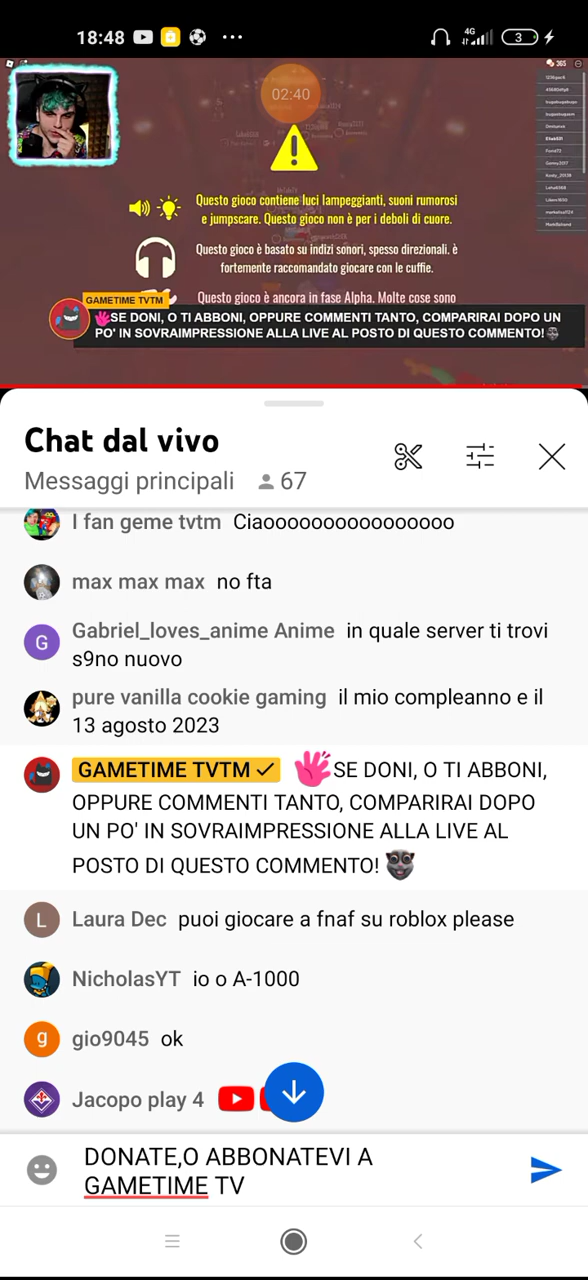 18:48
4G
3
365
02:40
Questo gioco contiene luci lampeggianti, suoni rumorosi
e jumpscare. Questo gioco non è per i deboli di cuore.
Questo gioco è basato su indizi sonori, spesso direzionali. è
fortemente raccomandato giocare con le cuffie.
Questo gioco è ancora in fase Alpha. Molte cose sono
GAMETIME TVTM
SE DONI, O TI ABBONI, OPPURE COMMENTI TANTO, COMPARIRAI DOPO UN
PO' IN SOVRAIMPRESSIONE ALLA LIVE AL POSTO DI QUESTO COMMENTO!
Chat dal vivo
Messaggi principali 67
I fan geme tvtm Ciaoooooooooooooooo
max max max no fta
G Gabriel_loves_anime Anime in quale server ti trovi
s9no nuovo
pure vanilla cookie gaming il mio compleanno e il
13 agosto 2023
GAMETIME TVTM SE DONI, O TI ABBONI,
OPPURE COMMENTI TANTO, COMPARIRAI DOPO
UN PO' IN SOVRAIMPRESSIONE ALLA LIVE AL
POSTO DI QUESTO COMMENTO!
L Laura Dec puoi giocare a fnaf su roblox please
NicholasYT io o A-1000
g gio9045 ok
Jacopo play 4
DONATE,O ABBONATEVI A
GAMETIME TV